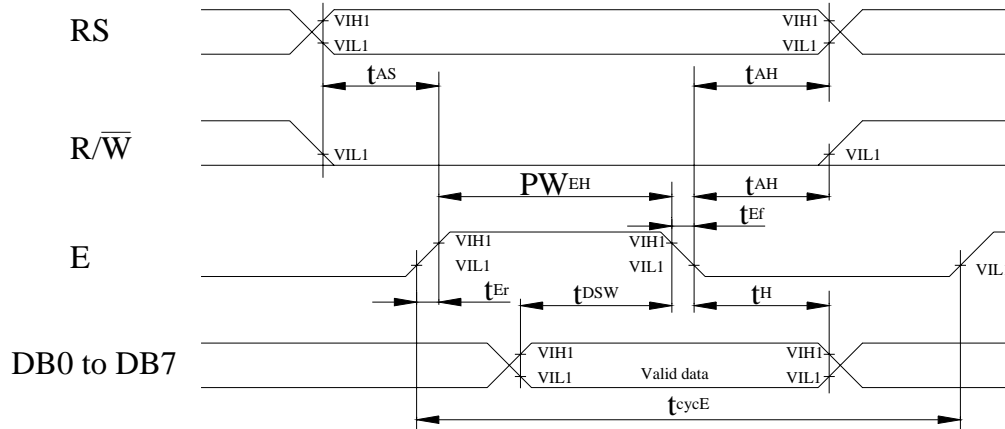 RS
VIH1 VIH1
VIL1 VIL1
tAS tAH
R/W̅
VIL1 VIL1
PWEH tAH
tEf
E
VIH1 VIH1
VIL1 VIL1 VIL
tEr tDSW tH
DB0 to DB7
VIH1 VIH1
VIL1 Valid data VIL1
tcycE